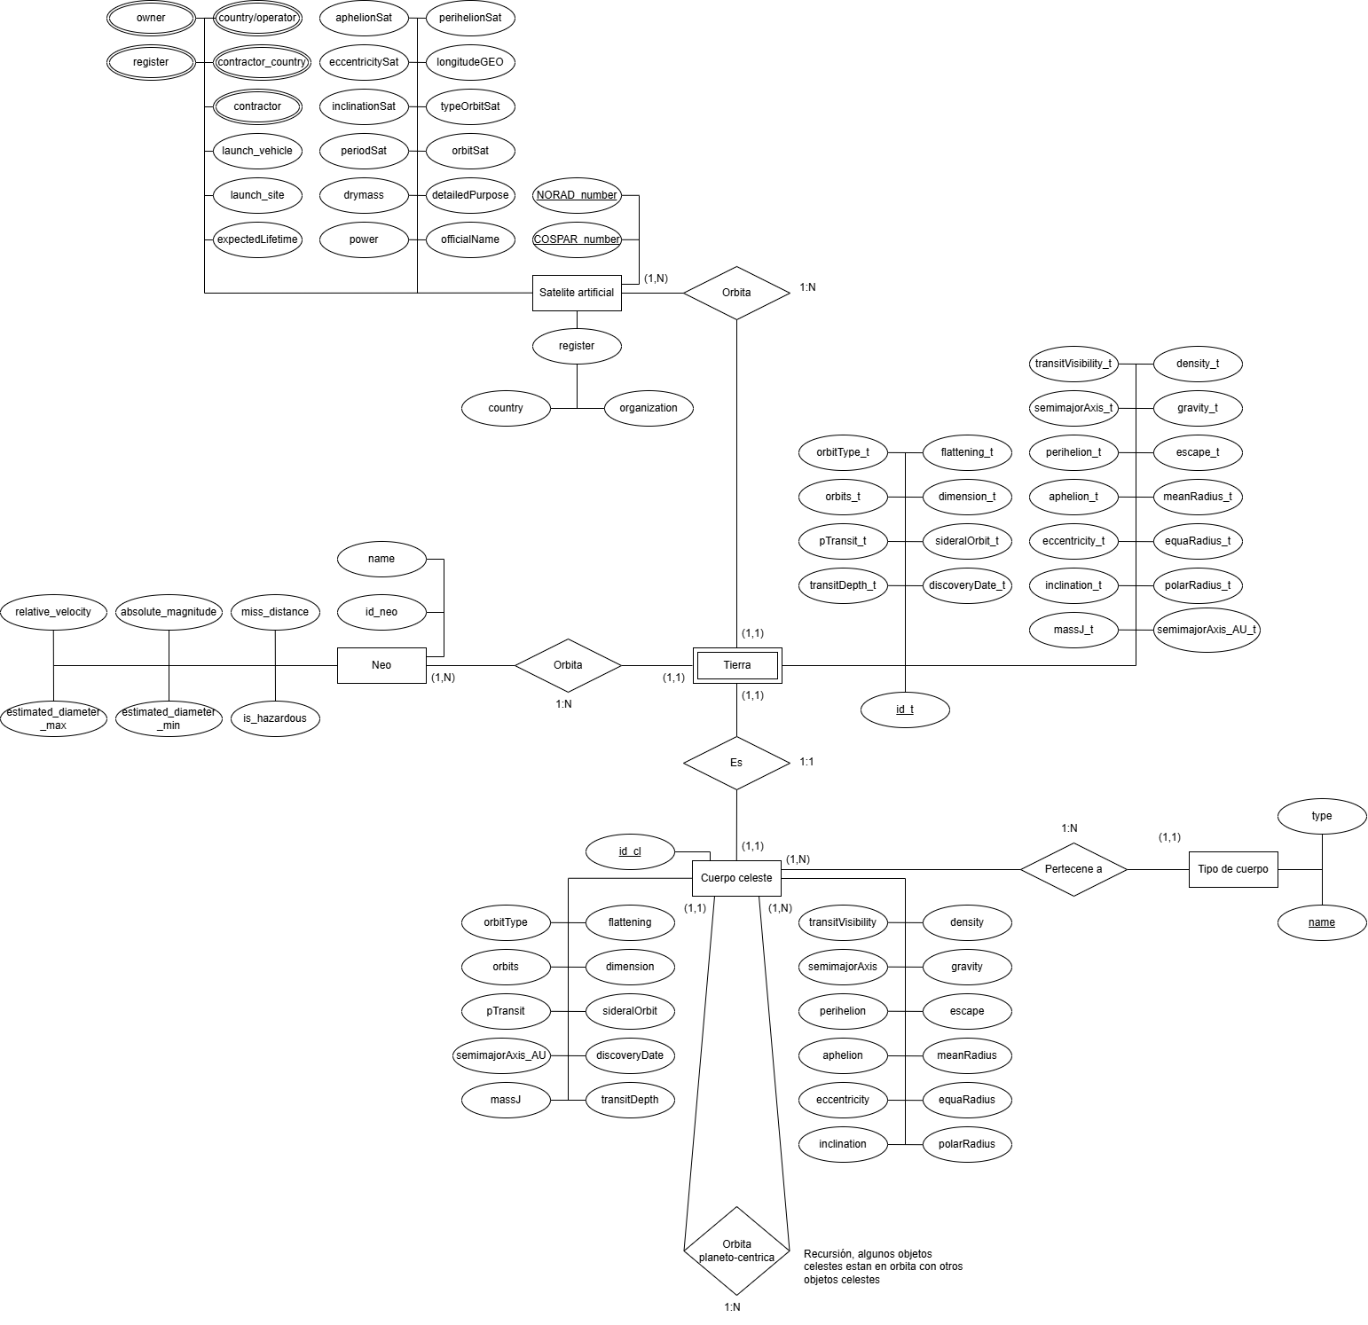 owner
country/operator
aphelionSat
perihelionSat
register
contractor_country
eccentricitySat
longitudeGEO
contractor
inclinationSat
typeOrbitSat
launch_vehicle
periodSat
orbitSat
launch_site
drymass
detailedPurpose
NORAD_number
expectedLifetime
power
officialName
COSPAR_number
(1,N)
Satelite artificial
Orbita
1:N
register
country
organization
transitVisibility_t
density_t
semimajorAxis_t
gravity_t
orbitType_t
flattening_t
perihelion_t
escape_t
orbits_t
dimension_t
aphelion_t
meanRadius_t
pTransit_t
sideralOrbit_t
eccentricity_t
equaRadius_t
transitDepth_t
discoveryDate_t
inclination_t
polarRadius_t
massJ_t
semimajorAxis_AU_t
name
id_neo
relative_velocity
absolute_magnitude
miss_distance
Neo
(1,N)
Orbita
1:N
(1,1)
(1,1)
Tierra
(1,1)
id_t
estimated_diameter
_max
estimated_diameter
_min
is_hazardous
Es
1:1
type
1:N
(1,1)
id_cl
(1,1)
(1,N)
Cuerpo celeste
Pertecene a
Tipo de cuerpo
name
(1,1)
(1,N)
orbitType
flattening
transitVisibility
density
orbits
dimension
semimajorAxis
gravity
pTransit
sideralOrbit
perihelion
escape
semimajorAxis_AU
discoveryDate
aphelion
meanRadius
massJ
transitDepth
eccentricity
equaRadius
inclination
polarRadius
Orbita
planeto-centrica
1:N
Recursión, algunos objetos
celestes estan en orbita con otros
objetos celestes